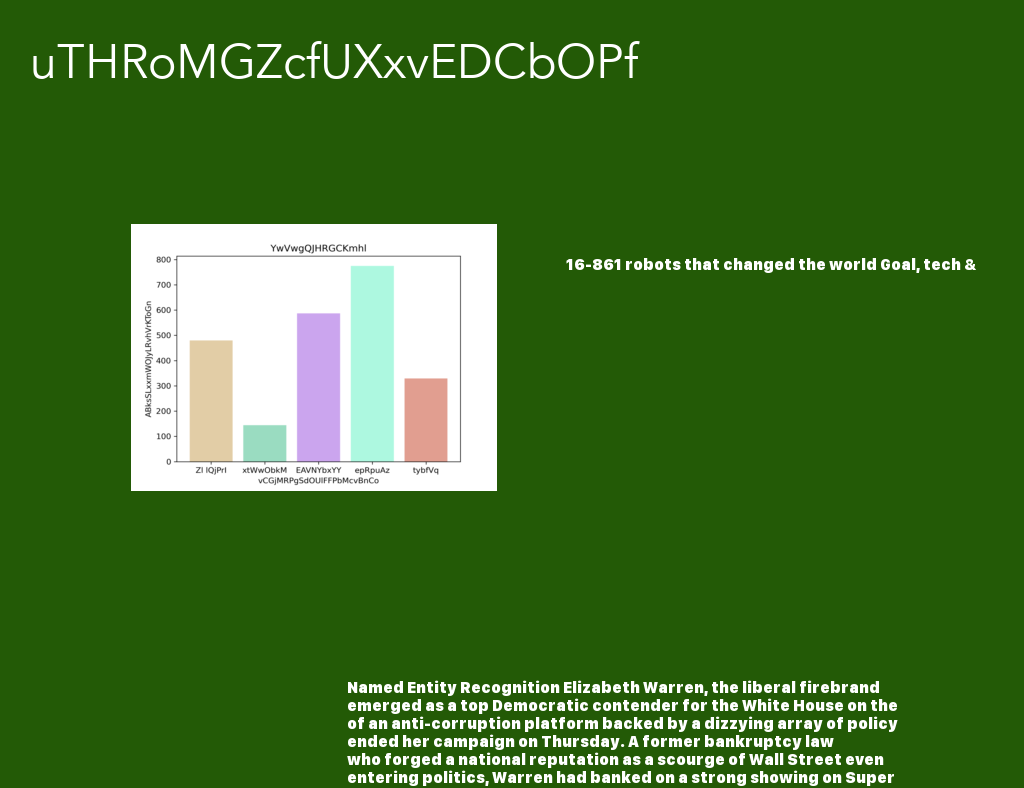 uTHRoMGZcfUXxvEDCbOPf
YwVwgQJHRGCKmhl
800
700
600
500
400
300
200
100
0
ABksSLxxmWOJyLRvhVrKToGn
ZI IQjPrI xtWwObkM EAVNYbxYY epRpuAz tybfVq
vCGjMRPgSdOUlFFPbMcvBnCo
16-861 robots that changed the world Goal, tech &
Named Entity Recognition Elizabeth Warren, the liberal firebrand
emerged as a top Democratic contender for the White House on the
of an anti-corruption platform backed by a dizzying array of policy
ended her campaign on Thursday. A former bankruptcy law
who forged a national reputation as a scourge of Wall Street even
entering politics, Warren had banked on a strong showing on Super